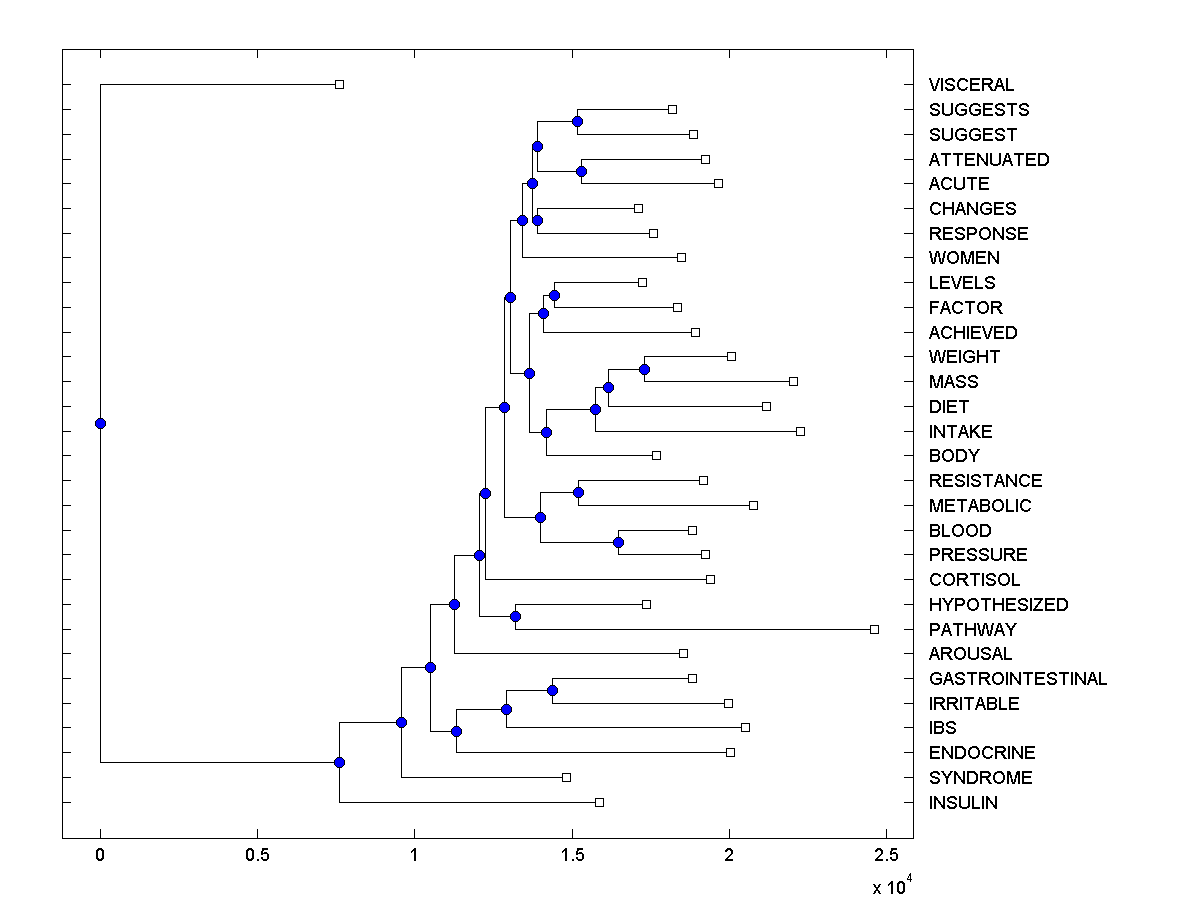 VISCERAL
SUGGESTS
SUGGEST
ATTENUATED
ACUTE
CHANGES
RESPONSE
WOMEN
LEVELS
FACTOR
ACHIEVED
WEIGHT
MASS
DIET
INTAKE
BODY
RESISTANCE
METABOLIC
BLOOD
PRESSURE
CORTISOL
HYPOTHESIZED
PATHWAY
AROUSAL
GASTROINTESTINAL
IRRITABLE
IBS
ENDOCRINE
SYNDROME
INSULIN
0 0.5 1 1.5 2 2.5
x 10^4